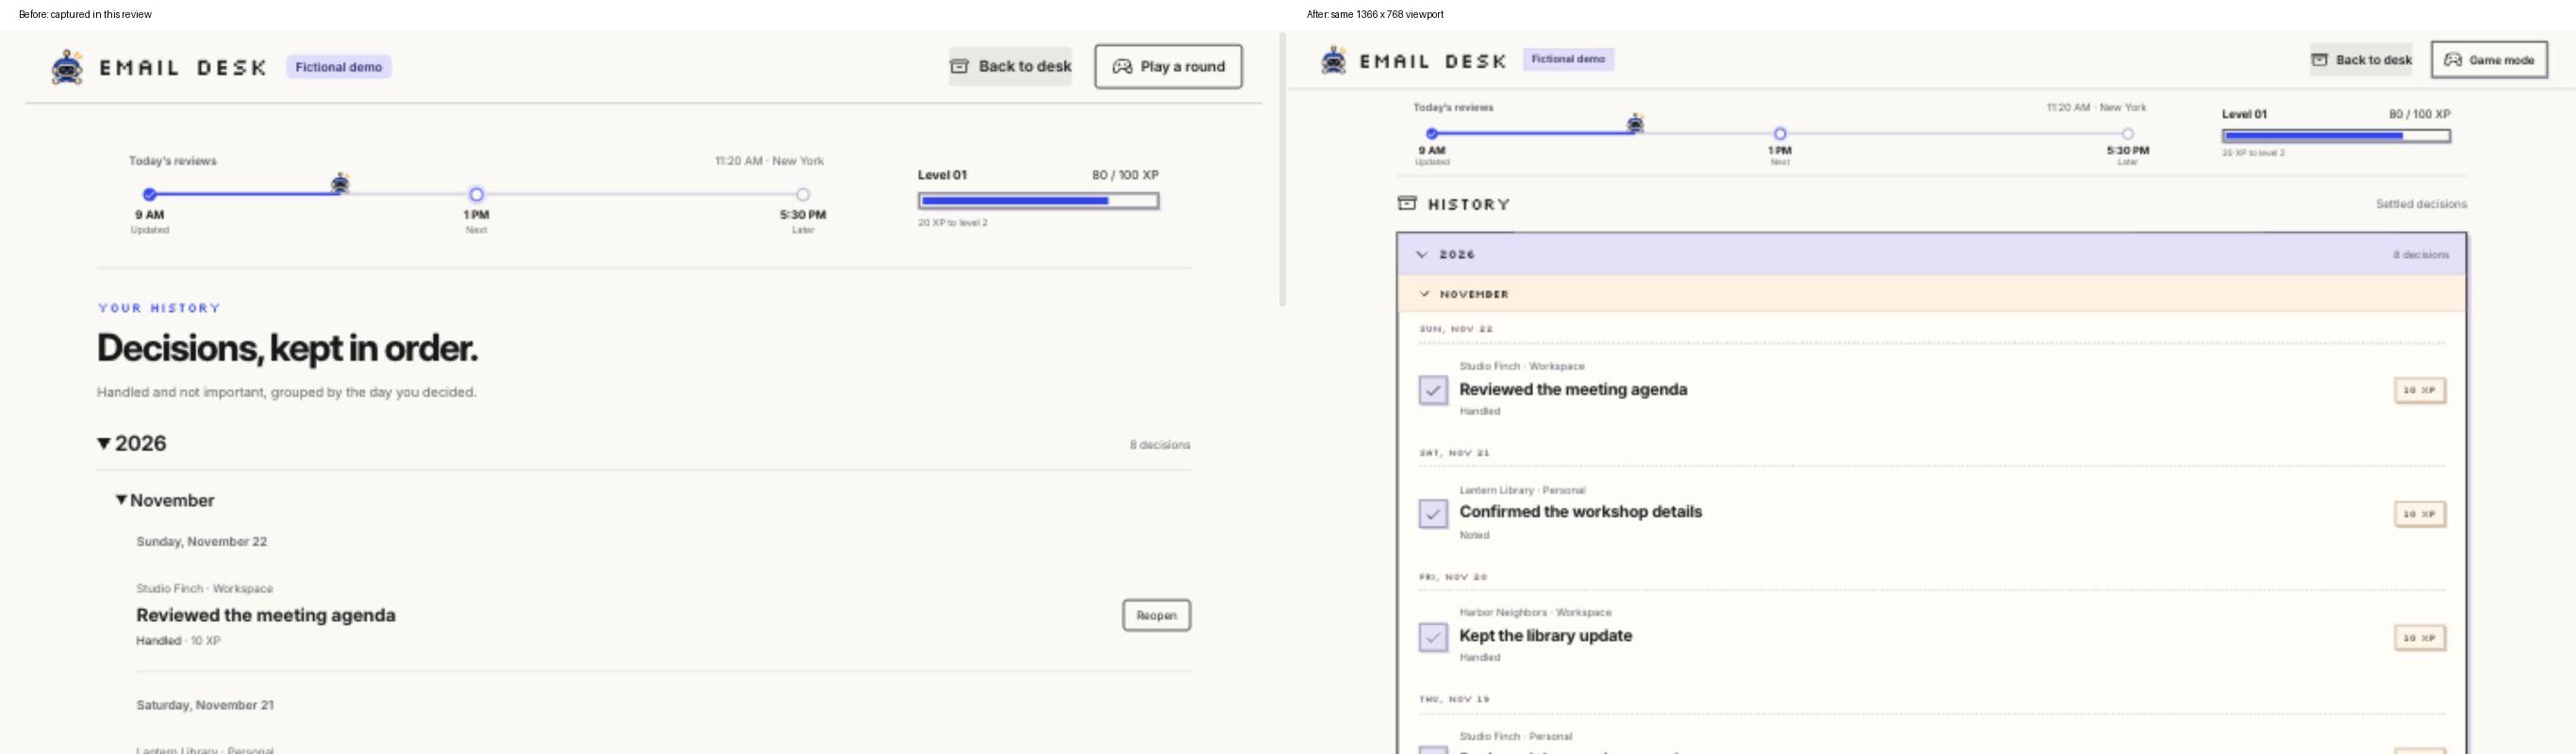 Before: captured in this review
EMAIL DESK
Fictional demo
Back to desk
Play a round
Today's reviews
11:20 AM · New York
9 AM
Updated
1 PM
Next
5:30 PM
Later
Level 01
80 / 100 XP
20 XP to level 2
YOUR HISTORY
Decisions, kept in order.
Handled and not important, grouped by the day you decided.
2026
8 decisions
November
Sunday, November 22
Studio Finch · Workspace
Reviewed the meeting agenda
Handled · 10 XP
Reopen
Saturday, November 21
Lantern Library · Personal
After: same 1366 x 768 viewport
EMAIL DESK
Fictional demo
Back to desk
Game mode
Today's reviews
11:20 AM · New York
9 AM
Updated
1 PM
Next
5:30 PM
Later
Level 01
80 / 100 XP
20 XP to level 2
HISTORY
Settled decisions
2026
8 decisions
NOVEMBER
SUN, NOV 22
Studio Finch · Workspace
Reviewed the meeting agenda
Handled
10 XP
SAT, NOV 21
Lantern Library · Personal
Confirmed the workshop details
Noted
10 XP
FRI, NOV 20
Harbor Neighbors · Workspace
Kept the library update
Handled
10 XP
THU, NOV 19
Studio Finch · Personal